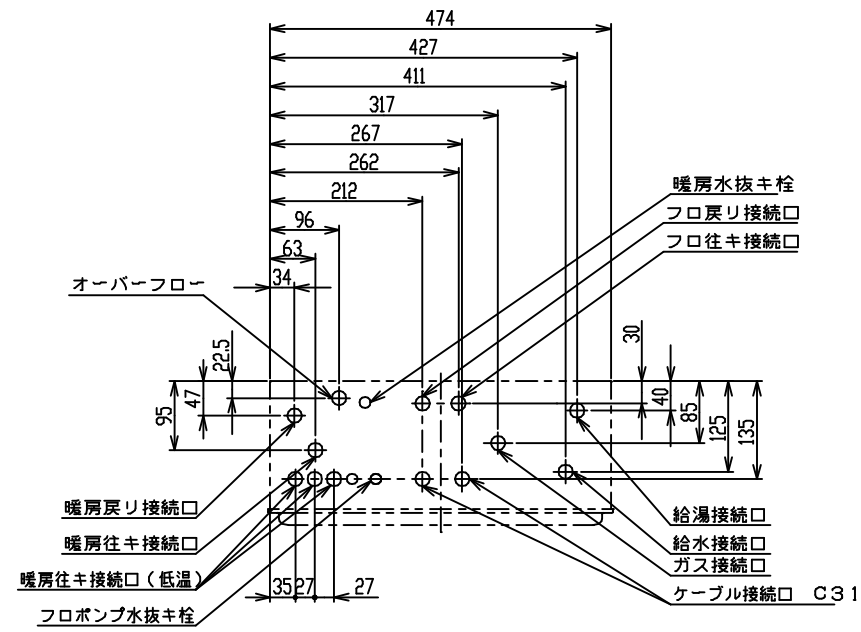 474
427
411
317
267
262
212
96
63
34
暖房水抜キ栓
フロ戻リ接続口
フロ往キ接続口
オーバーフロー
30
22.5
47
95
40
85
125
135
暖房戻リ接続口
暖房往キ接続口
暖房往キ接続口(低温)
フロポンプ水抜キ栓
35 27 27
給湯接続口
給水接続口
ガス接続口
ケーブル接続口 C31